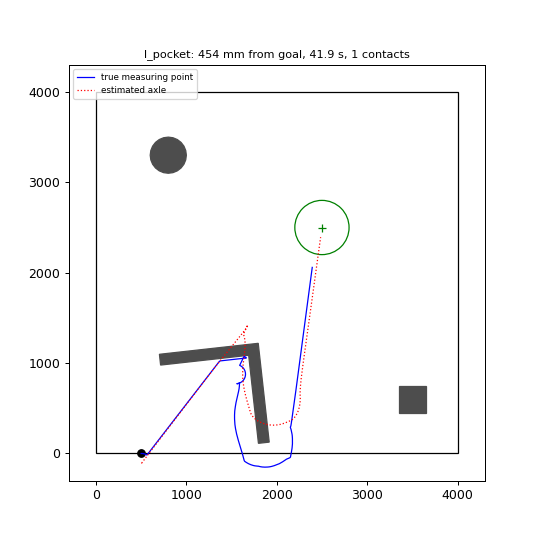 l_pocket: 454 mm from goal, 41.9 s, 1 contacts
true measuring point
estimated axle
4000
3000
2000
1000
0
0 1000 2000 3000 4000